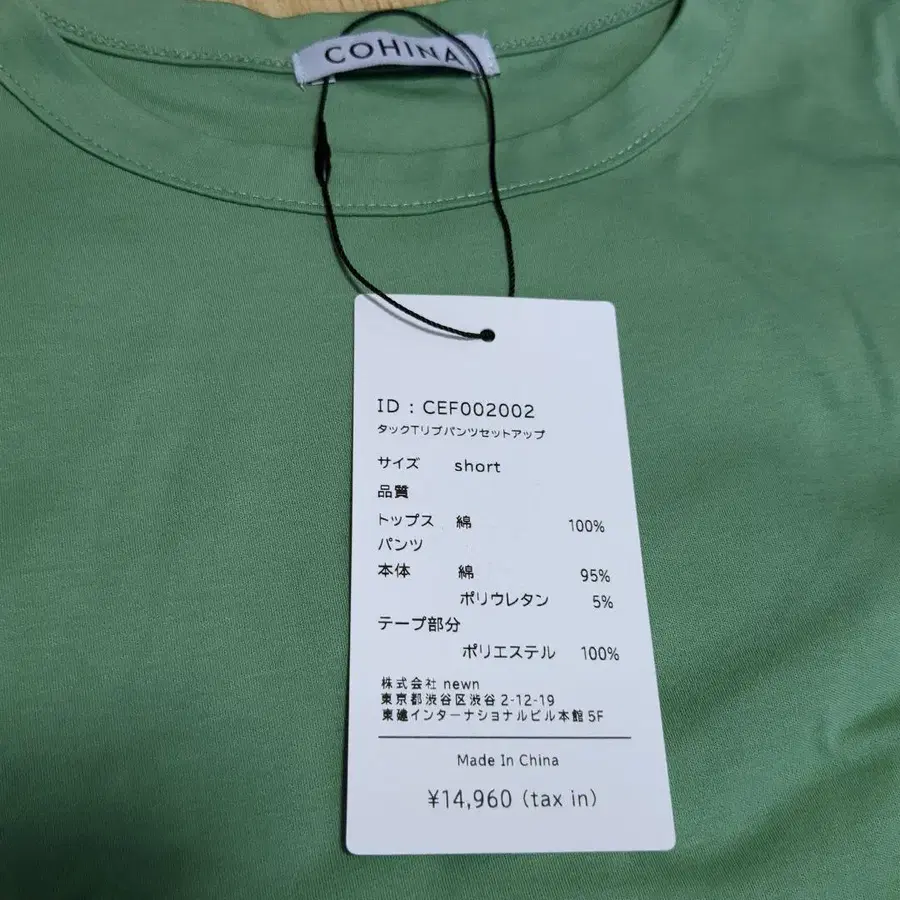 COHINA
ID : CEF002002
タックTリブパンツセットアップ
サイズ short
品質
トップス 綿 100%
パンツ
本体 綿 95%
ポリウレタン 5%
テープ部分
ポリエステル 100%
株式会社 newn
東京都渋谷区渋谷 2-12-19
東建インターナショナルビル本館 5F
Made In China
¥14,960 (tax in)